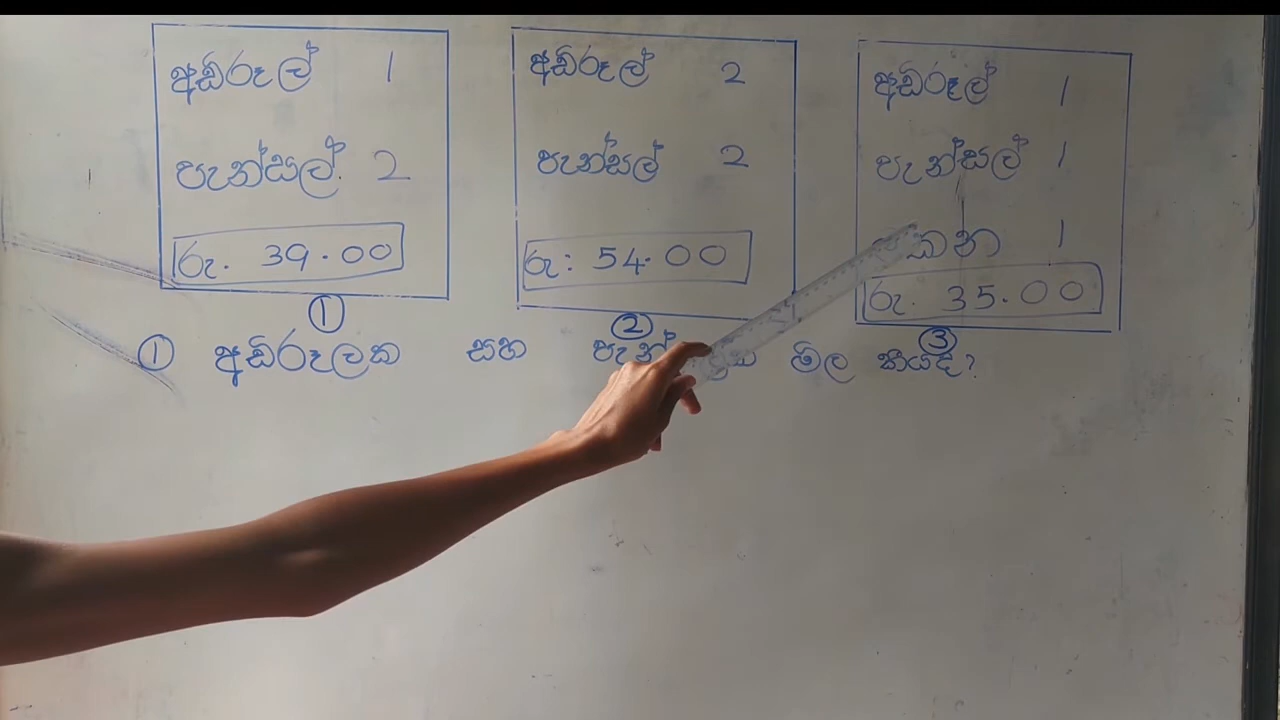 අඩිරූල් 1
පැන්සල් 2
රු. 39.00
①
අඩිරූල් 2
පැන්සල් 2
රු: 54.00
②
අඩිරූල් 1
පැන්සල් 1
1
රු. 35.00
③
① අඩිරූලක සහ මිල කීයද?